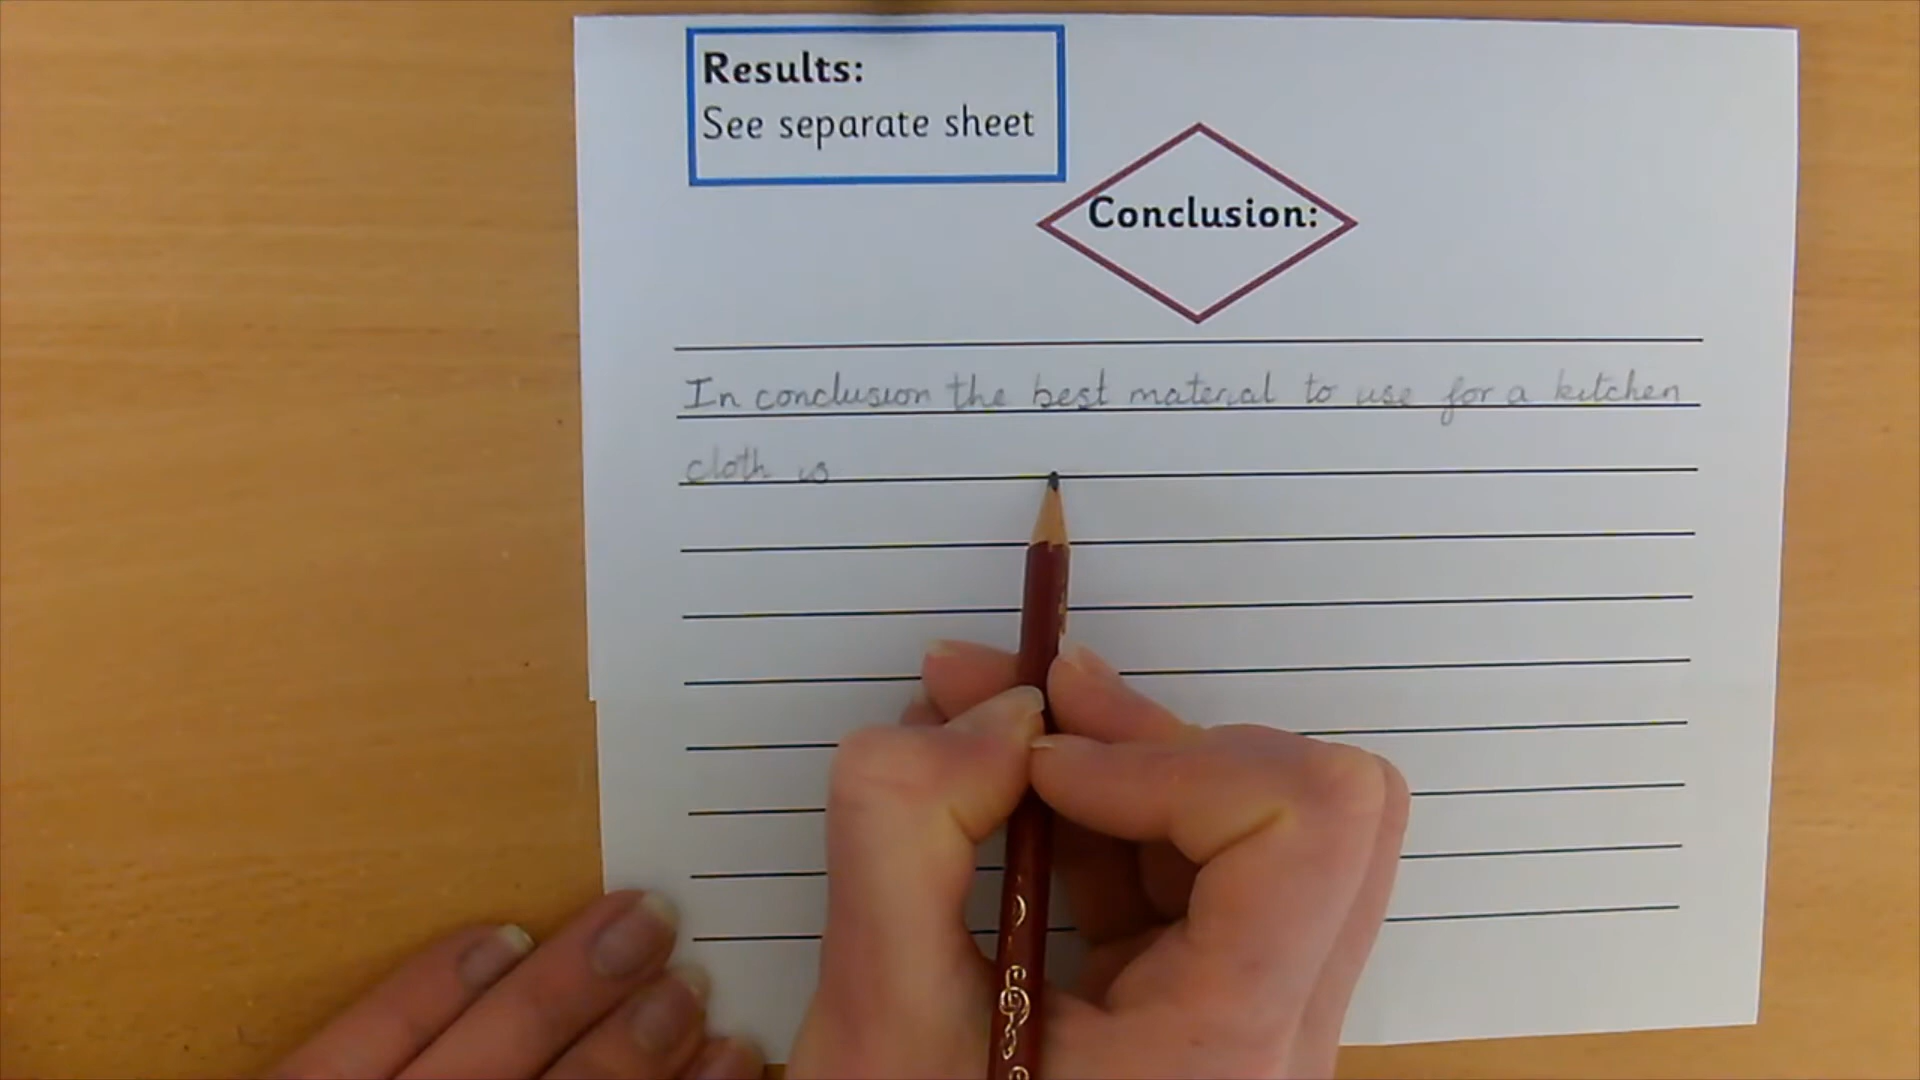 Results:
See separate sheet
Conclusion:
In conclusion the best material to use for a kitchen
cloth is